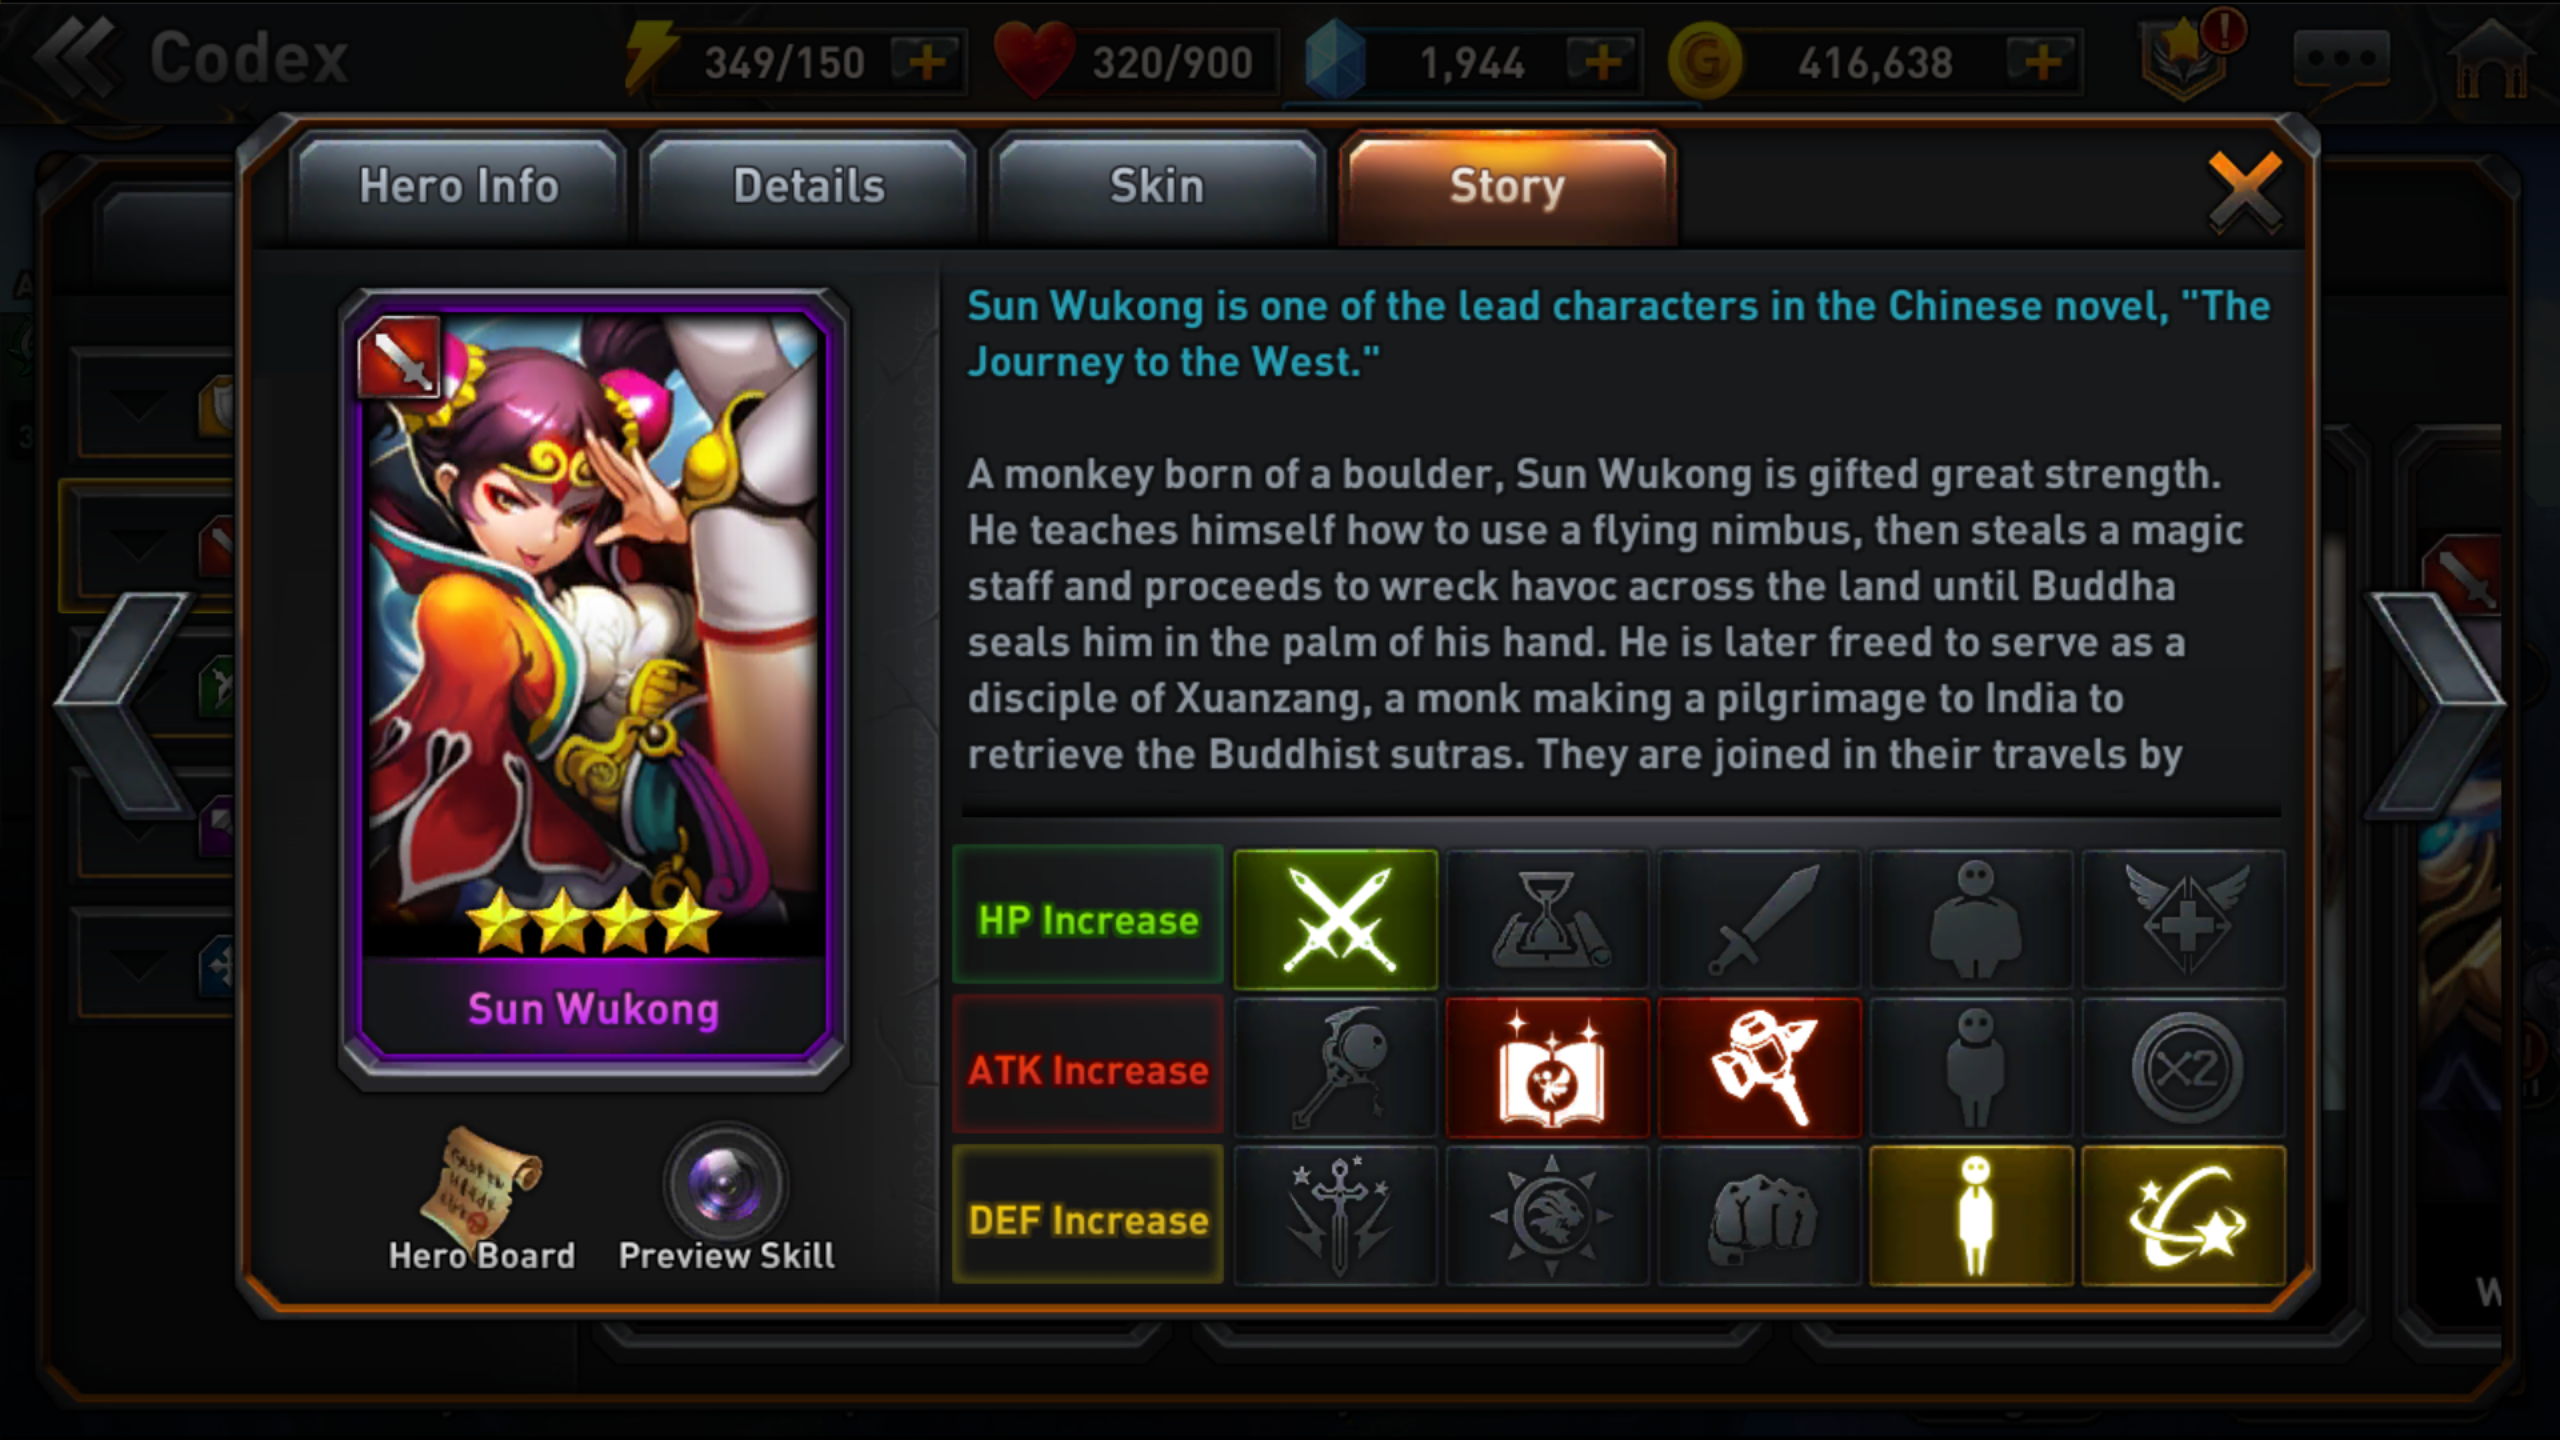 Codex
349/150
320/900
1,944
416,638
Hero Info
Details
Skin
Story
Sun Wukong is one of the lead characters in the Chinese novel, "The
Journey to the West."
A monkey born of a boulder, Sun Wukong is gifted great strength.
He teaches himself how to use a flying nimbus, then steals a magic
staff and proceeds to wreck havoc across the land until Buddha
seals him in the palm of his hand. He is later freed to serve as a
disciple of Xuanzang, a monk making a pilgrimage to India to
retrieve the Buddhist sutras. They are joined in their travels by
Sun Wukong
Hero Board
Preview Skill
HP Increase
ATK Increase
X2
DEF Increase